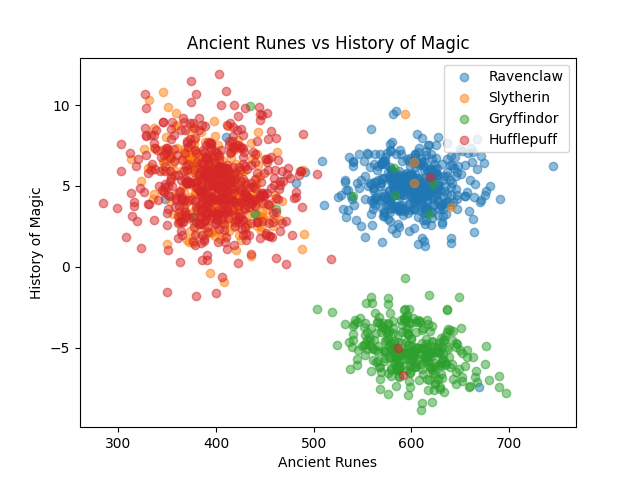 Ancient Runes vs History of Magic
Ravenclaw
Slytherin
Gryffindor
Hufflepuff
10
5
0
−5
History of Magic
300 400 500 600 700
Ancient Runes